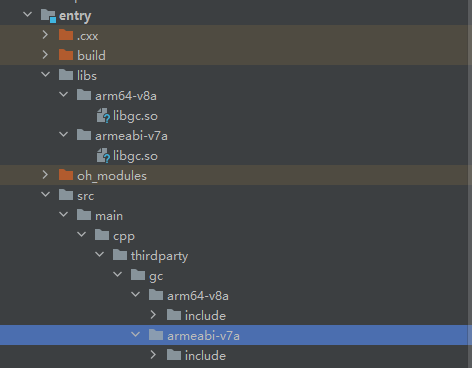 entry
.cxx
build
libs
arm64-v8a
libgc.so
armeabi-v7a
libgc.so
oh_modules
src
main
cpp
thirdparty
gc
arm64-v8a
include
armeabi-v7a
include